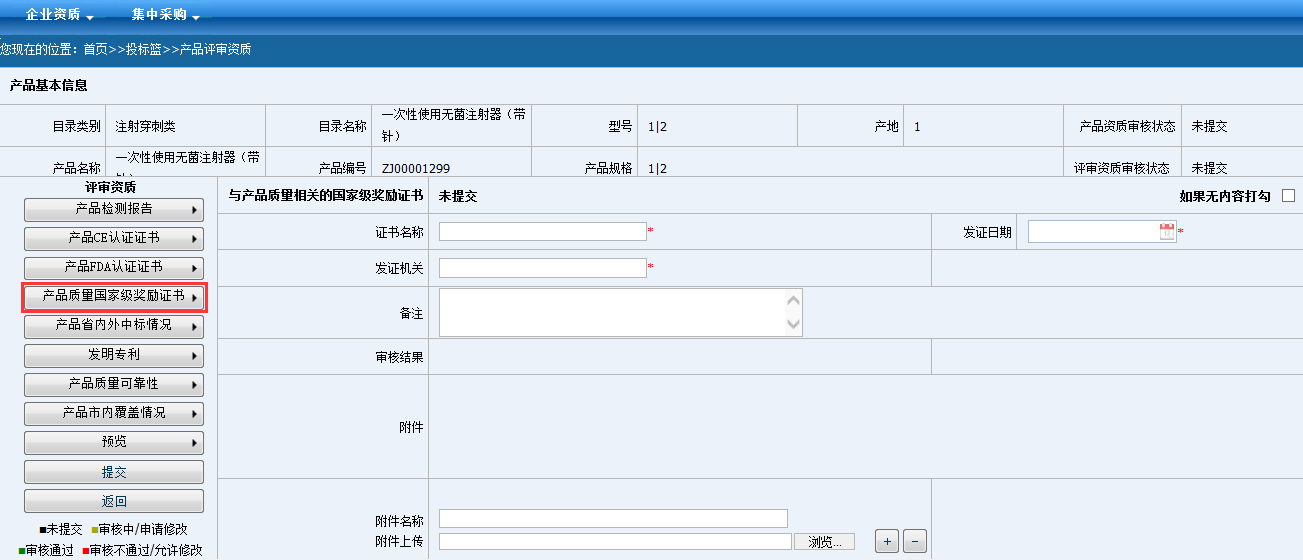 企业资质 集中采购
您现在的位置：首页>>投标篮>>产品评审资质
产品基本信息
目录类别 注射穿刺类 目录名称 一次性使用无菌注射器（带针） 型号 1|2 产地 1 产品资质审核状态 未提交
产品名称 一次性使用无菌注射器（带 产品编号 ZJ00001299 产品规格 1|2 评审资质审核状态 未提交
评审资质
产品检测报告
产品CE认证证书
产品FDA认证证书
产品质量国家级奖励证书
产品省内外中标情况
发明专利
产品质量可靠性
产品市内覆盖情况
预览
提交
返回
■未提交 ■审核中/申请修改
■审核通过 ■审核不通过/允许修改
与产品质量相关的国家级奖励证书 未提交 如果无内容打勾
证书名称 * 发证日期 *
发证机关 *
备注
审核结果
附件
附件名称
附件上传 浏览... + -